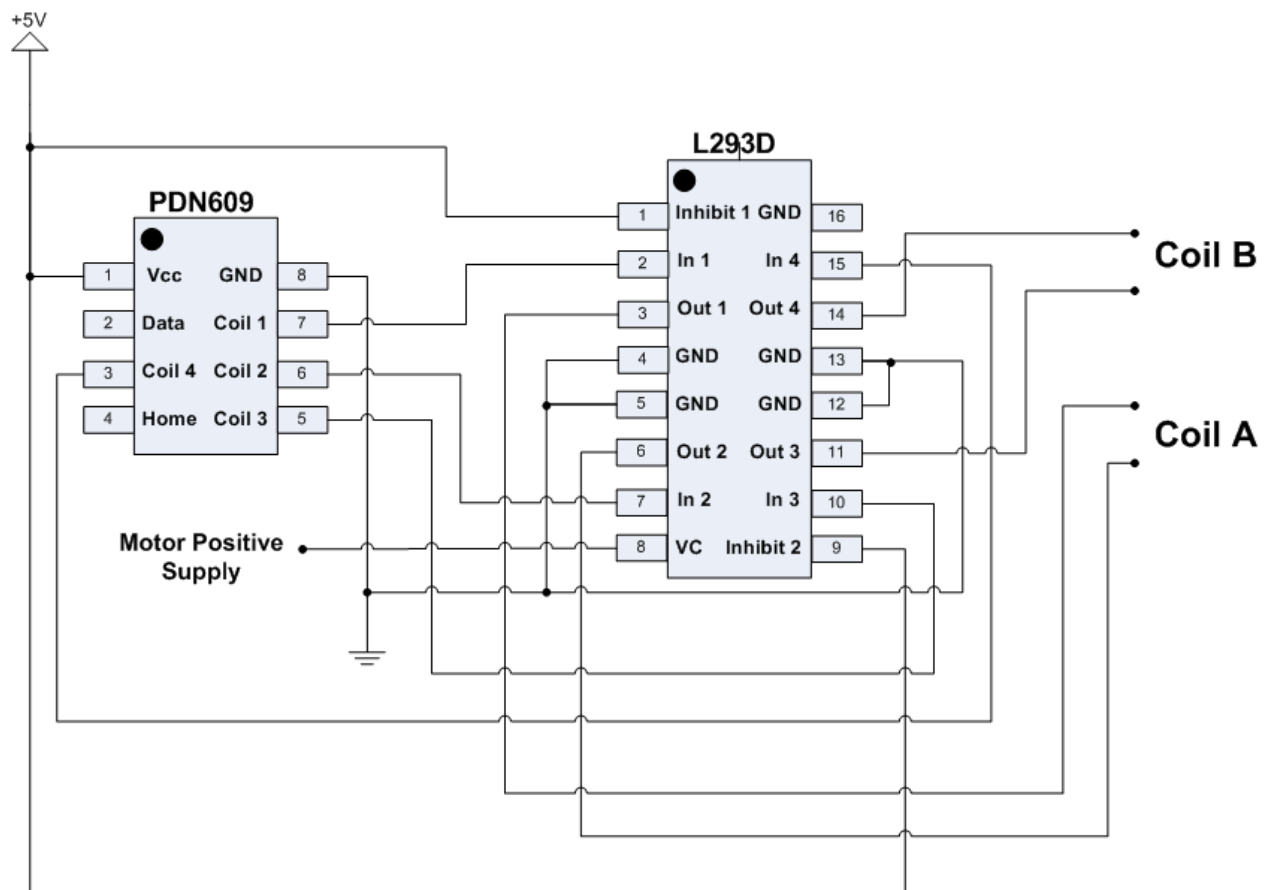 +5V
PDN609
1 Vcc GND 8
2 Data Coil 1 7
3 Coil 4 Coil 2 6
4 Home Coil 3 5
Motor Positive
Supply
L293D
1 Inhibit 1 GND 16
2 In 1 In 4 15
3 Out 1 Out 4 14
4 GND GND 13
5 GND GND 12
6 Out 2 Out 3 11
7 In 2 In 3 10
8 VC Inhibit 2 9
Coil B
Coil A